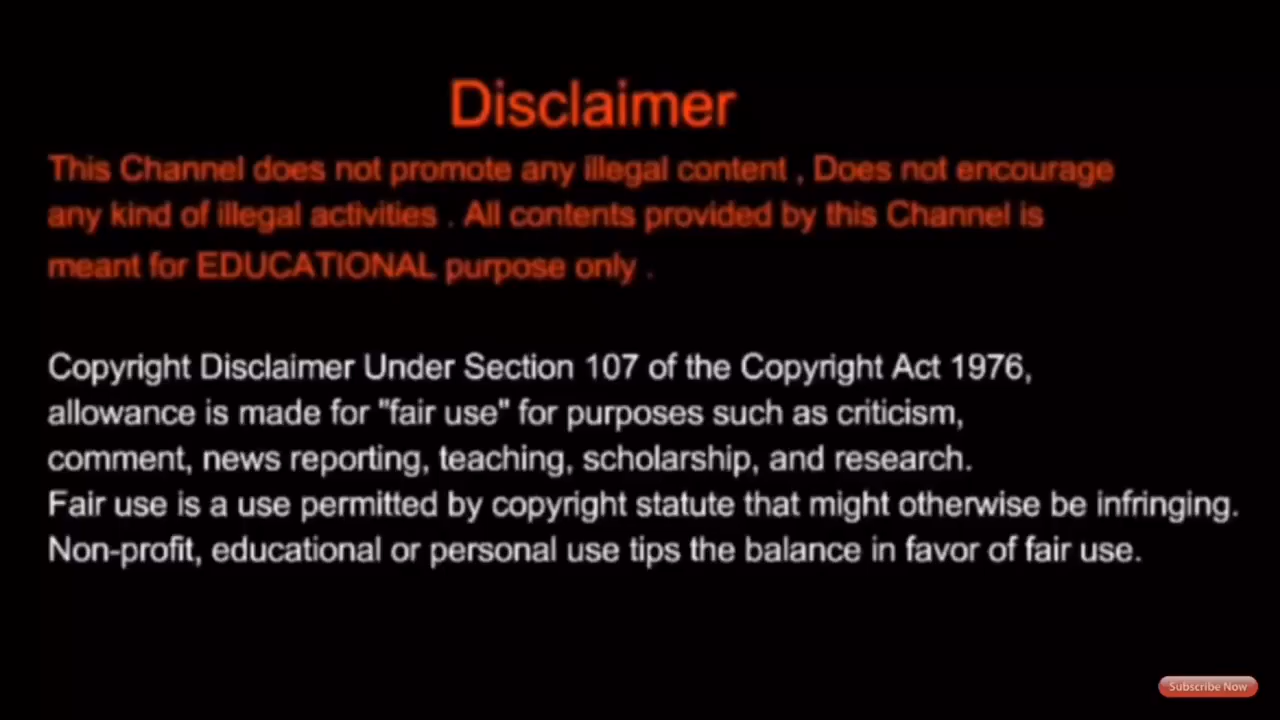 Disclaimer
This Channel does not promote any illegal content , Does not encourage
any kind of illegal activities . All contents provided by this Channel is
meant for EDUCATIONAL purpose only .
Copyright Disclaimer Under Section 107 of the Copyright Act 1976,
allowance is made for "fair use" for purposes such as criticism,
comment, news reporting, teaching, scholarship, and research.
Fair use is a use permitted by copyright statute that might otherwise be infringing.
Non-profit, educational or personal use tips the balance in favor of fair use.
Subscribe Now